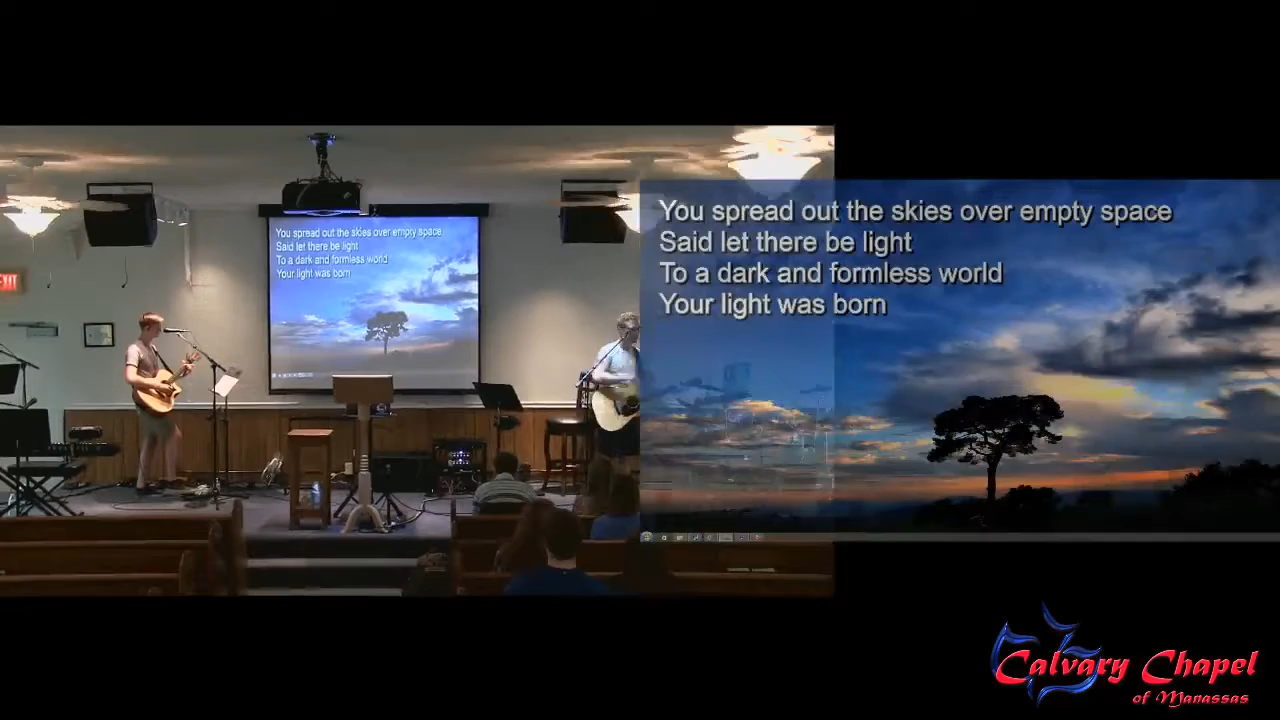 EXIT
You spread out the skies over empty space
Said let there be light
To a dark and formless world
Your light was born
You spread out the skies over empty space
Said let there be light
To a dark and formless world
Your light was born
Calvary Chapel
of Manassas